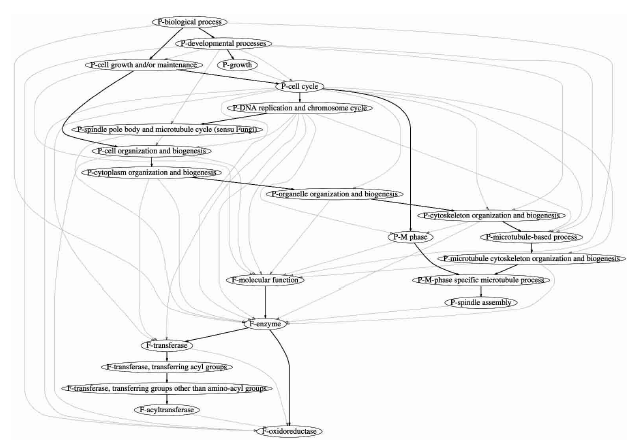 P-biological process
P-developmental processes
P-cell growth and/or maintenance
P-growth
P-cell cycle
P-DNA replication and chromosome cycle
P-spindle pole body and microtubule cycle (sensu Fungi)
P-cell organization and biogenesis
P-cytoplasm organization and biogenesis
P-organelle organization and biogenesis
P-cytoskeleton organization and biogenesis
P-M phase
P-microtubule-based process
P-microtubule cytoskeleton organization and biogenesis
F-molecular function
P-M-phase specific microtubule process
P-spindle assembly
F-enzyme
F-transferase
F-transferase, transferring acyl groups
F-transferase, transferring groups other than amino-acyl groups
F-acyltransferase
F-oxidoreductase